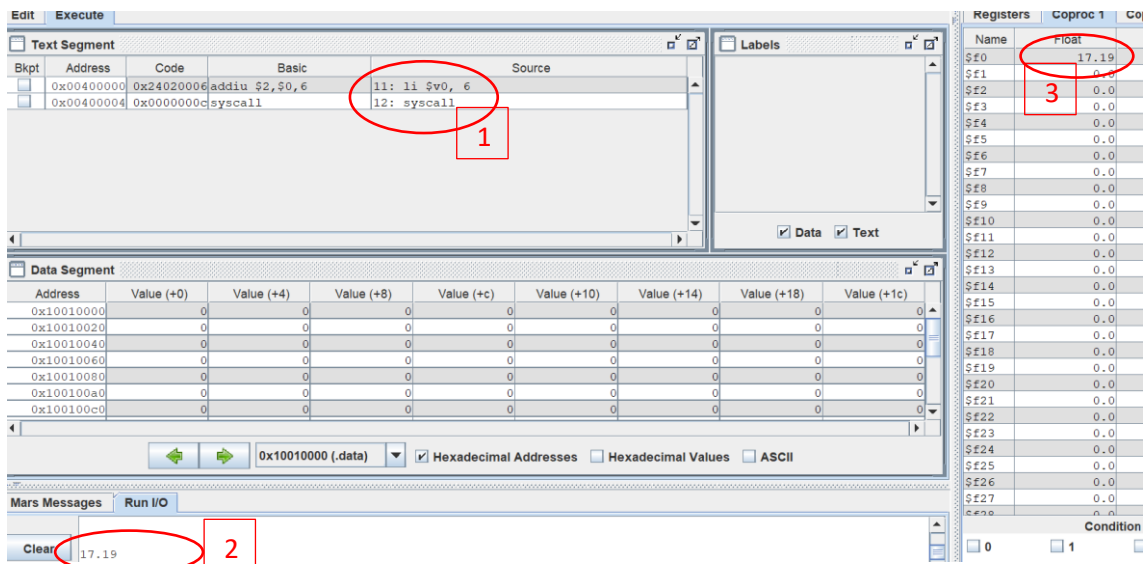 Edit Execute
Text Segment
Bkpt Address Code Basic Source
0x00400000 0x24020006 addiu $2,$0,6 11: li $v0, 6
0x00400004 0x0000000c syscall 12: syscall
1
Labels
Data Text
Data Segment
Address Value (+0) Value (+4) Value (+8) Value (+c) Value (+10) Value (+14) Value (+18) Value (+1c)
0x10010000 0 0 0 0 0 0 0 0
0x10010020 0 0 0 0 0 0 0 0
0x10010040 0 0 0 0 0 0 0 0
0x10010060 0 0 0 0 0 0 0 0
0x10010080 0 0 0 0 0 0 0 0
0x100100a0 0 0 0 0 0 0 0 0
0x100100c0 0 0 0 0 0 0 0 0
0x10010000 (.data) Hexadecimal Addresses Hexadecimal Values ASCII
Mars Messages Run I/O
Clear
17.19
2
Registers Coproc 1
Name Float
$f0 17.19
$f1 0.0
$f2 0.0
$f3 0.0
$f4 0.0
$f5 0.0
$f6 0.0
$f7 0.0
$f8 0.0
$f9 0.0
$f10 0.0
$f11 0.0
$f12 0.0
$f13 0.0
$f14 0.0
$f15 0.0
$f16 0.0
$f17 0.0
$f18 0.0
$f19 0.0
$f20 0.0
$f21 0.0
$f22 0.0
$f23 0.0
$f24 0.0
$f25 0.0
$f26 0.0
$f27 0.0
3
Condition
0 1